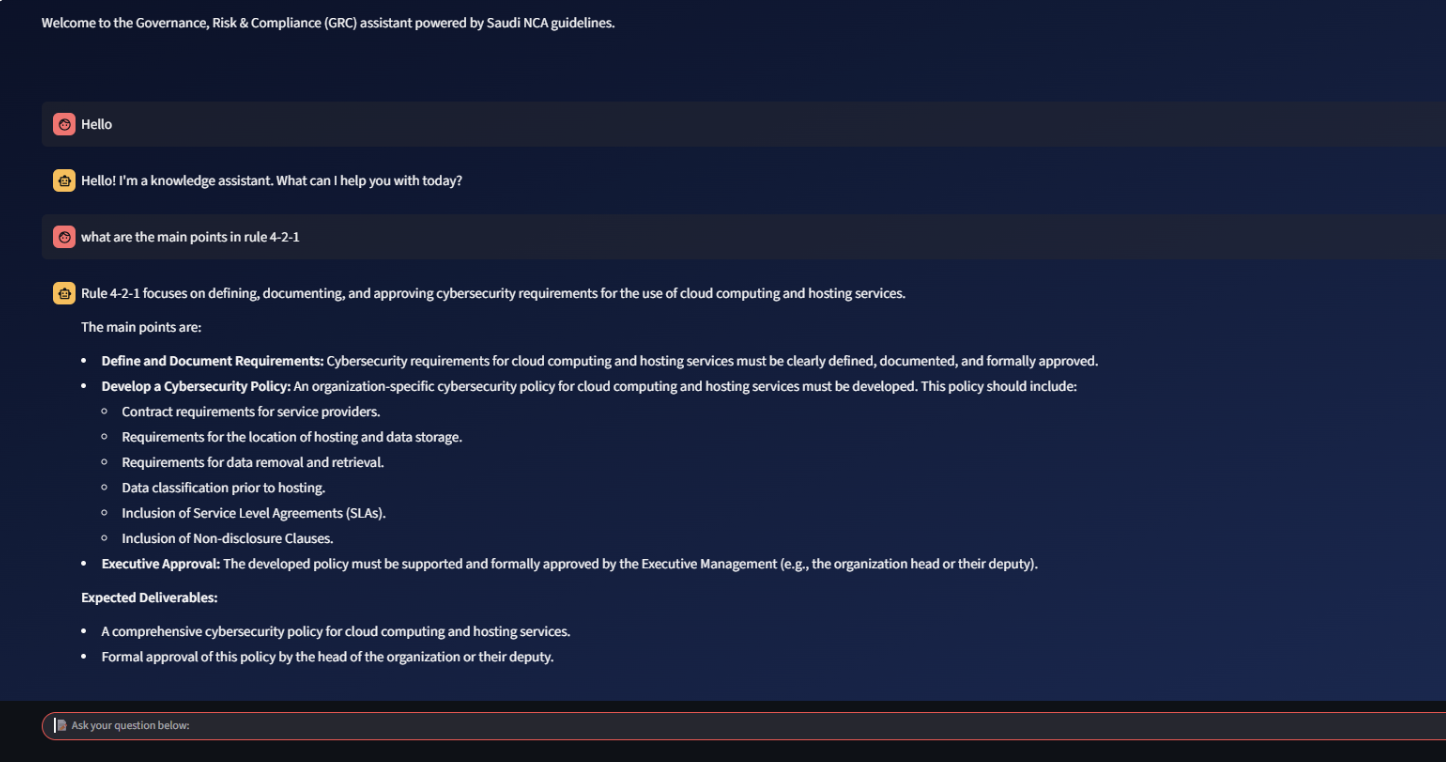 Welcome to the Governance, Risk & Compliance (GRC) assistant powered by Saudi NCA guidelines.
Hello
Hello! I'm a knowledge assistant. What can I help you with today?
what are the main points in rule 4-2-1
Rule 4-2-1 focuses on defining, documenting, and approving cybersecurity requirements for the use of cloud computing and hosting services.
The main points are:
• Define and Document Requirements: Cybersecurity requirements for cloud computing and hosting services must be clearly defined, documented, and formally approved.
• Develop a Cybersecurity Policy: An organization-specific cybersecurity policy for cloud computing and hosting services must be developed. This policy should include:
◦ Contract requirements for service providers.
◦ Requirements for the location of hosting and data storage.
◦ Requirements for data removal and retrieval.
◦ Data classification prior to hosting.
◦ Inclusion of Service Level Agreements (SLAs).
◦ Inclusion of Non-disclosure Clauses.
• Executive Approval: The developed policy must be supported and formally approved by the Executive Management (e.g., the organization head or their deputy).
Expected Deliverables:
• A comprehensive cybersecurity policy for cloud computing and hosting services.
• Formal approval of this policy by the head of the organization or their deputy.
Ask your question below: